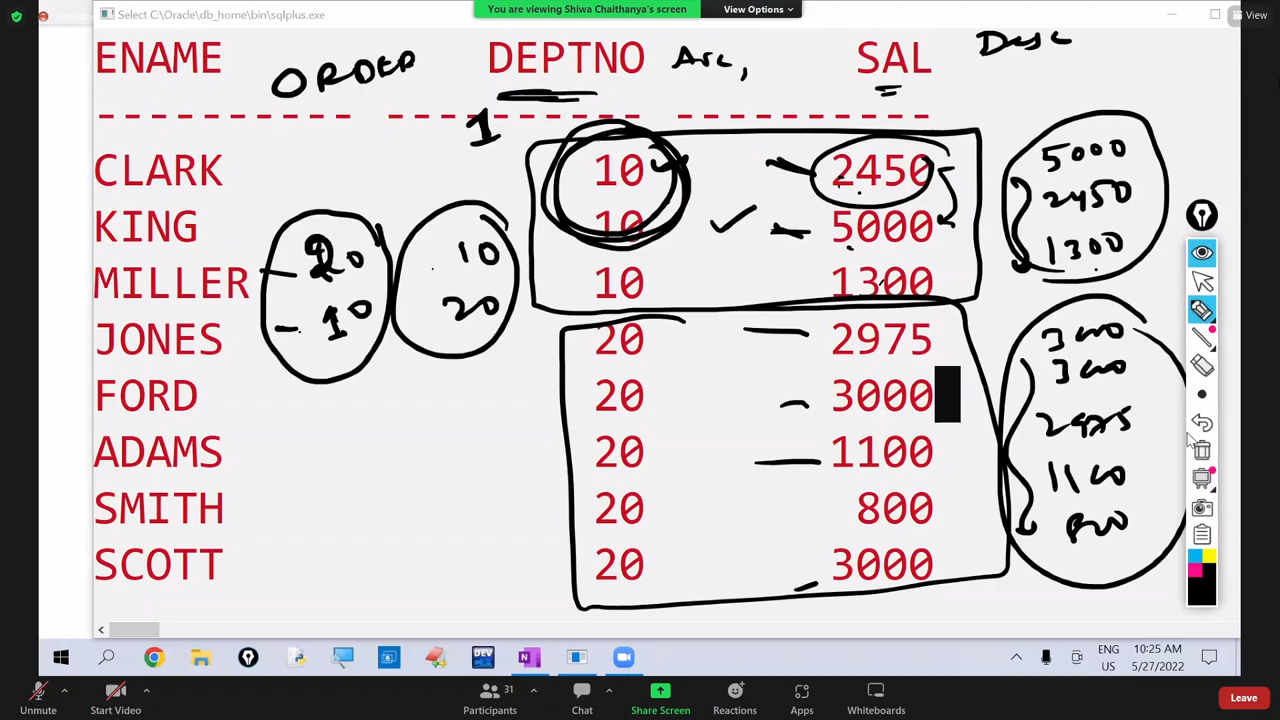 Select C:\Oracle\db_home\bin\sqlplus.exe
You are viewing Shiwa Chaithanya's screen
View Options
View
ENAME ORDER DEPTNO Asc, SAL Desc
1
CLARK 10 2450
KING 10 5000
MILLER 10 1300
JONES 20 2975
FORD 20 3000
ADAMS 20 1100
SMITH 20 800
SCOTT 20 3000
20 10
10 20
5000
2450
1300
3000
3000
2975
1100
800
DEV
ENG 10:25 AM
US 5/27/2022
Unmute
Start Video
31
Participants
Chat
Share Screen
Reactions
Apps
Whiteboards
Leave